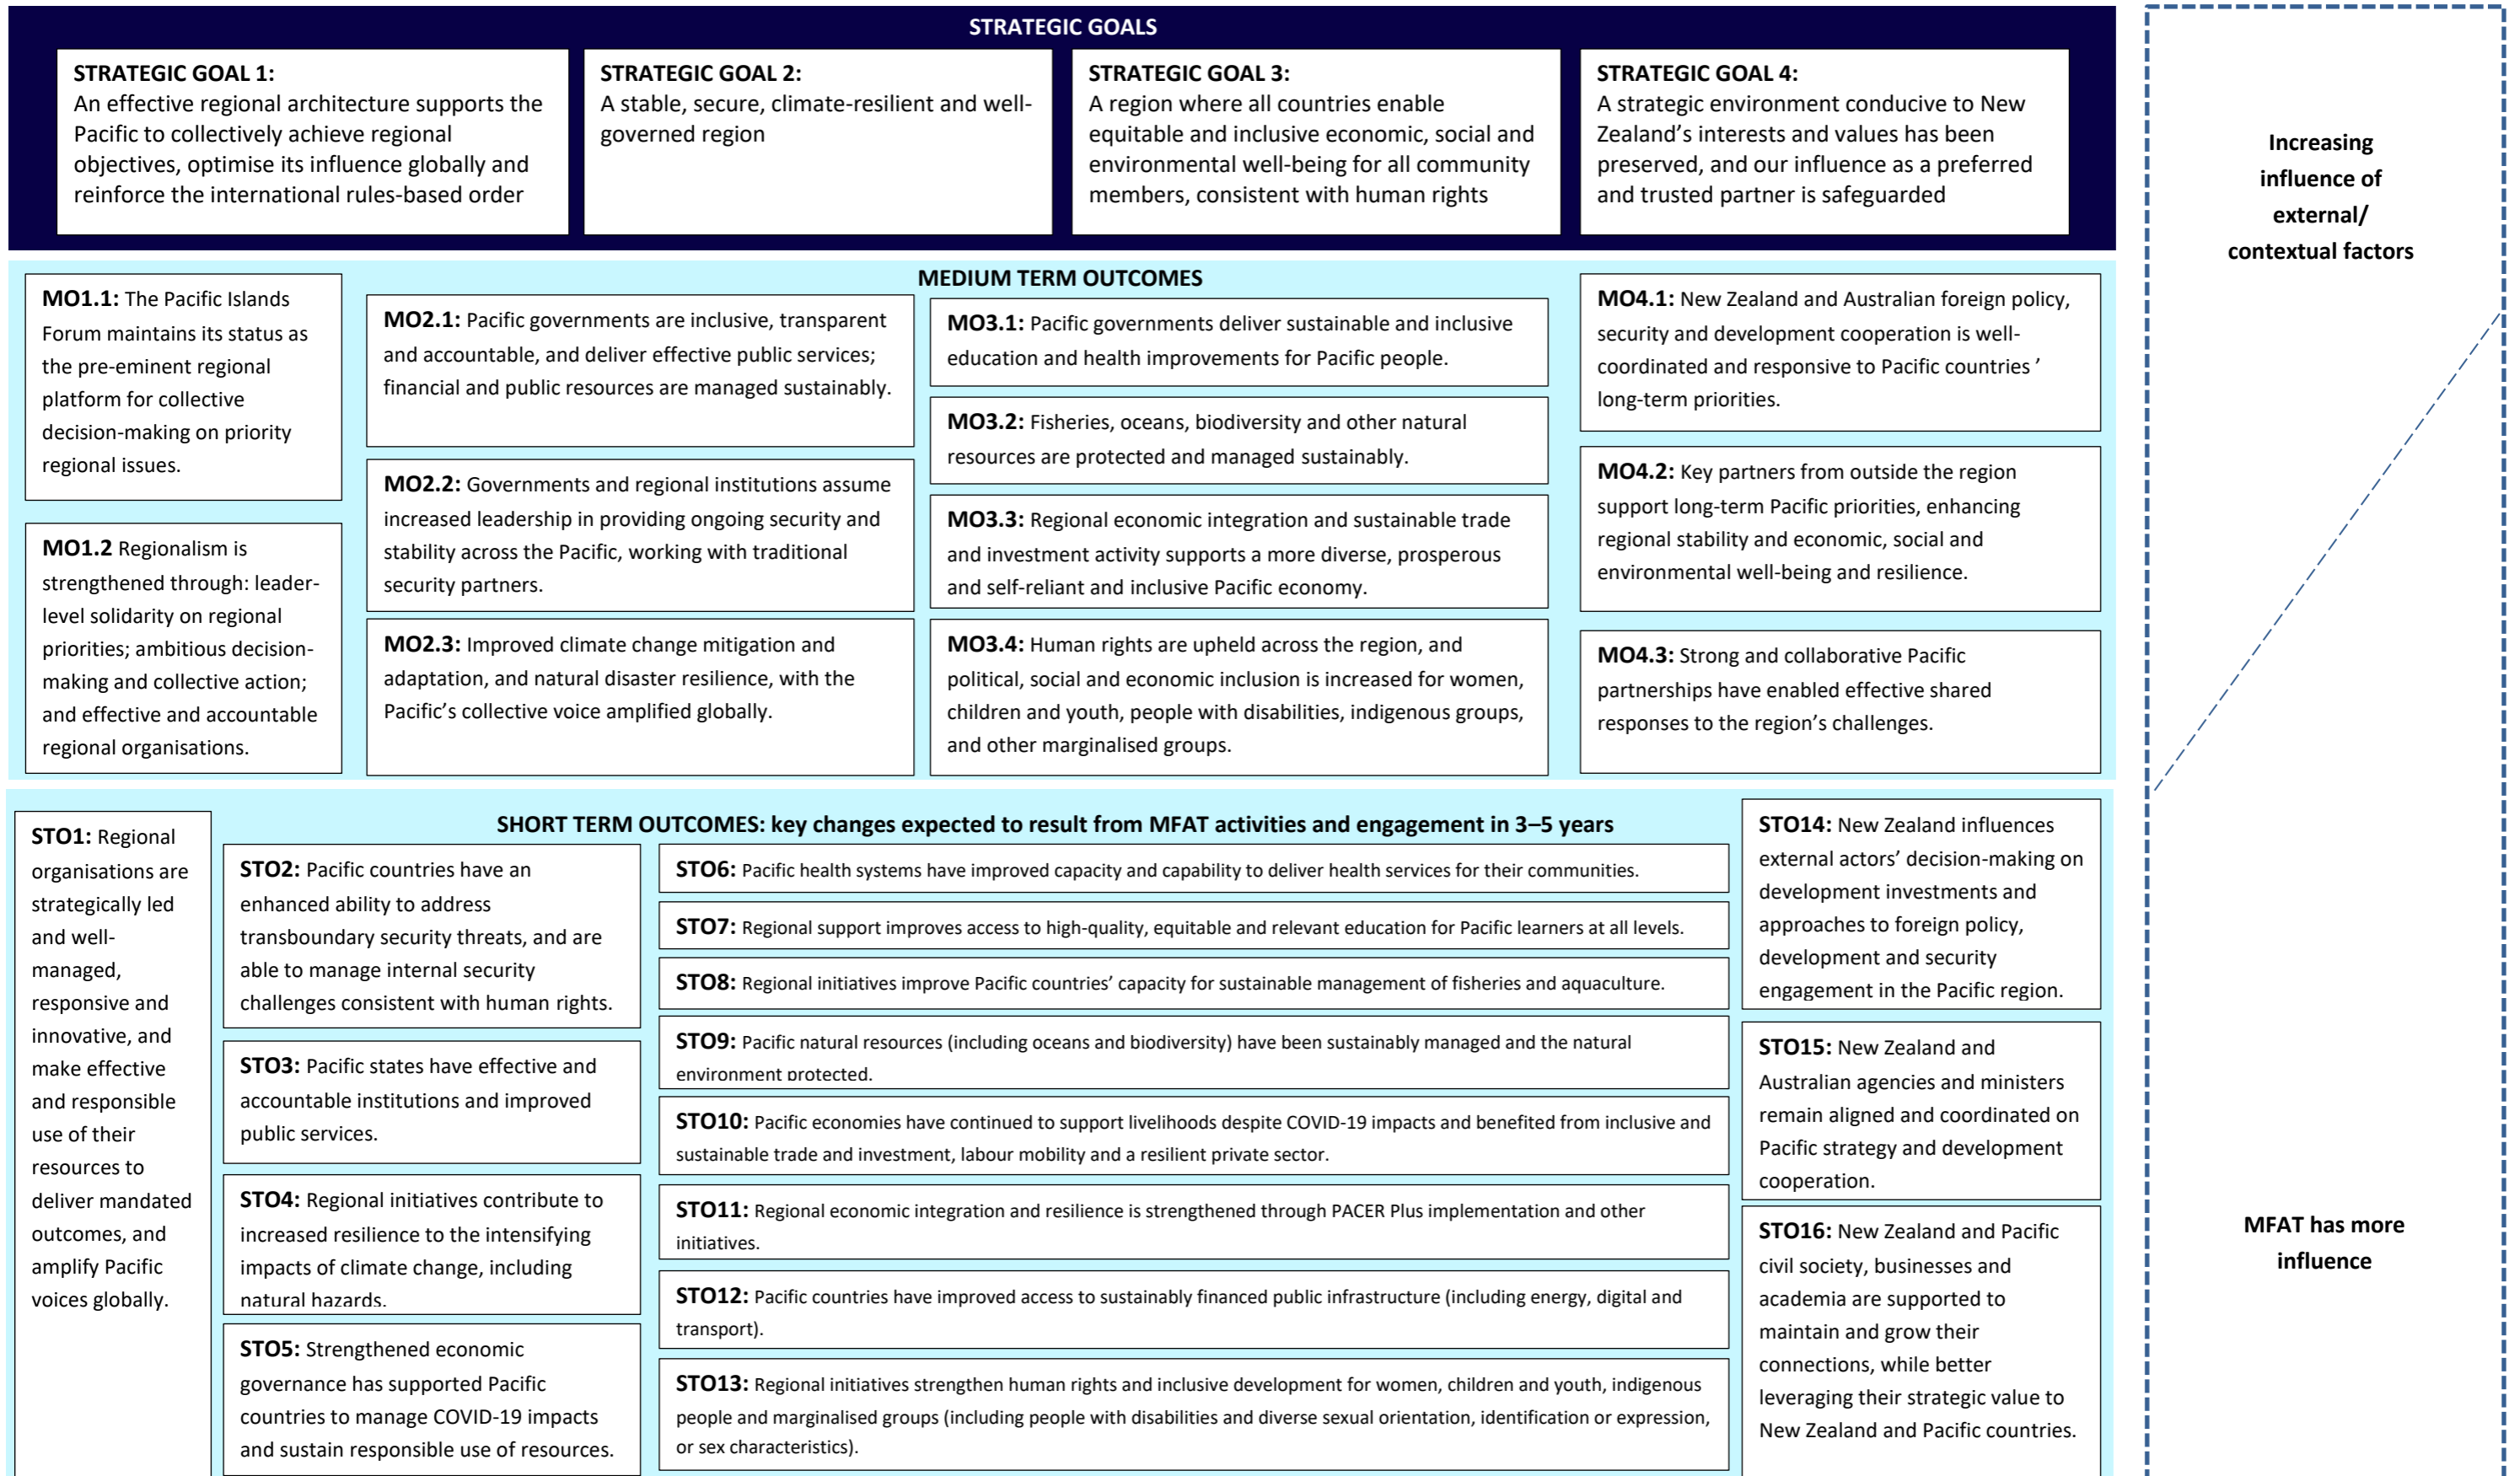 STRATEGIC GOALS
STRATEGIC GOAL 1:
An effective regional architecture supports the
Pacific to collectively achieve regional
objectives, optimise its influence globally and
reinforce the international rules-based order
STRATEGIC GOAL 2:
A stable, secure, climate-resilient and well-
governed region
STRATEGIC GOAL 3:
A region where all countries enable
equitable and inclusive economic, social and
environmental well-being for all community
members, consistent with human rights
STRATEGIC GOAL 4:
A strategic environment conducive to New
Zealand's interests and values has been
preserved, and our influence as a preferred
and trusted partner is safeguarded
Increasing
influence of
external/
contextual factors
MEDIUM TERM OUTCOMES
MO1.1: The Pacific Islands
Forum maintains its status as
the pre-eminent regional
platform for collective
decision-making on priority
regional issues.
MO1.2 Regionalism is
strengthened through: leader-
level solidarity on regional
priorities; ambitious decision-
making and collective action;
and effective and accountable
regional organisations.
MO2.1: Pacific governments are inclusive, transparent
and accountable, and deliver effective public services;
financial and public resources are managed sustainably.
MO2.2: Governments and regional institutions assume
increased leadership in providing ongoing security and
stability across the Pacific, working with traditional
security partners.
MO2.3: Improved climate change mitigation and
adaptation, and natural disaster resilience, with the
Pacific's collective voice amplified globally.
MO3.1: Pacific governments deliver sustainable and inclusive
education and health improvements for Pacific people.
MO3.2: Fisheries, oceans, biodiversity and other natural
resources are protected and managed sustainably.
MO3.3: Regional economic integration and sustainable trade
and investment activity supports a more diverse, prosperous
and self-reliant and inclusive Pacific economy.
MO3.4: Human rights are upheld across the region, and
political, social and economic inclusion is increased for women,
children and youth, people with disabilities, indigenous groups,
and other marginalised groups.
MO4.1: New Zealand and Australian foreign policy,
security and development cooperation is well-
coordinated and responsive to Pacific countries '
long-term priorities.
MO4.2: Key partners from outside the region
support long-term Pacific priorities, enhancing
regional stability and economic, social and
environmental well-being and resilience.
MO4.3: Strong and collaborative Pacific
partnerships have enabled effective shared
responses to the region's challenges.
SHORT TERM OUTCOMES: key changes expected to result from MFAT activities and engagement in 3–5 years
STO1: Regional
organisations are
strategically led
and well-
managed,
responsive and
innovative, and
make effective
and responsible
use of their
resources to
deliver mandated
outcomes, and
amplify Pacific
voices globally.
STO2: Pacific countries have an
enhanced ability to address
transboundary security threats, and are
able to manage internal security
challenges consistent with human rights.
STO3: Pacific states have effective and
accountable institutions and improved
public services.
STO4: Regional initiatives contribute to
increased resilience to the intensifying
impacts of climate change, including
natural hazards.
STO5: Strengthened economic
governance has supported Pacific
countries to manage COVID-19 impacts
and sustain responsible use of resources.
STO6: Pacific health systems have improved capacity and capability to deliver health services for their communities.
STO7: Regional support improves access to high-quality, equitable and relevant education for Pacific learners at all levels.
STO8: Regional initiatives improve Pacific countries' capacity for sustainable management of fisheries and aquaculture.
STO9: Pacific natural resources (including oceans and biodiversity) have been sustainably managed and the natural
environment protected.
STO10: Pacific economies have continued to support livelihoods despite COVID-19 impacts and benefited from inclusive and
sustainable trade and investment, labour mobility and a resilient private sector.
STO11: Regional economic integration and resilience is strengthened through PACER Plus implementation and other
initiatives.
STO12: Pacific countries have improved access to sustainably financed public infrastructure (including energy, digital and
transport).
STO13: Regional initiatives strengthen human rights and inclusive development for women, children and youth, indigenous
people and marginalised groups (including people with disabilities and diverse sexual orientation, identification or expression,
or sex characteristics).
STO14: New Zealand influences
external actors' decision-making on
development investments and
approaches to foreign policy,
development and security
engagement in the Pacific region.
STO15: New Zealand and
Australian agencies and ministers
remain aligned and coordinated on
Pacific strategy and development
cooperation.
STO16: New Zealand and Pacific
civil society, businesses and
academia are supported to
maintain and grow their
connections, while better
leveraging their strategic value to
New Zealand and Pacific countries.
MFAT has more
influence